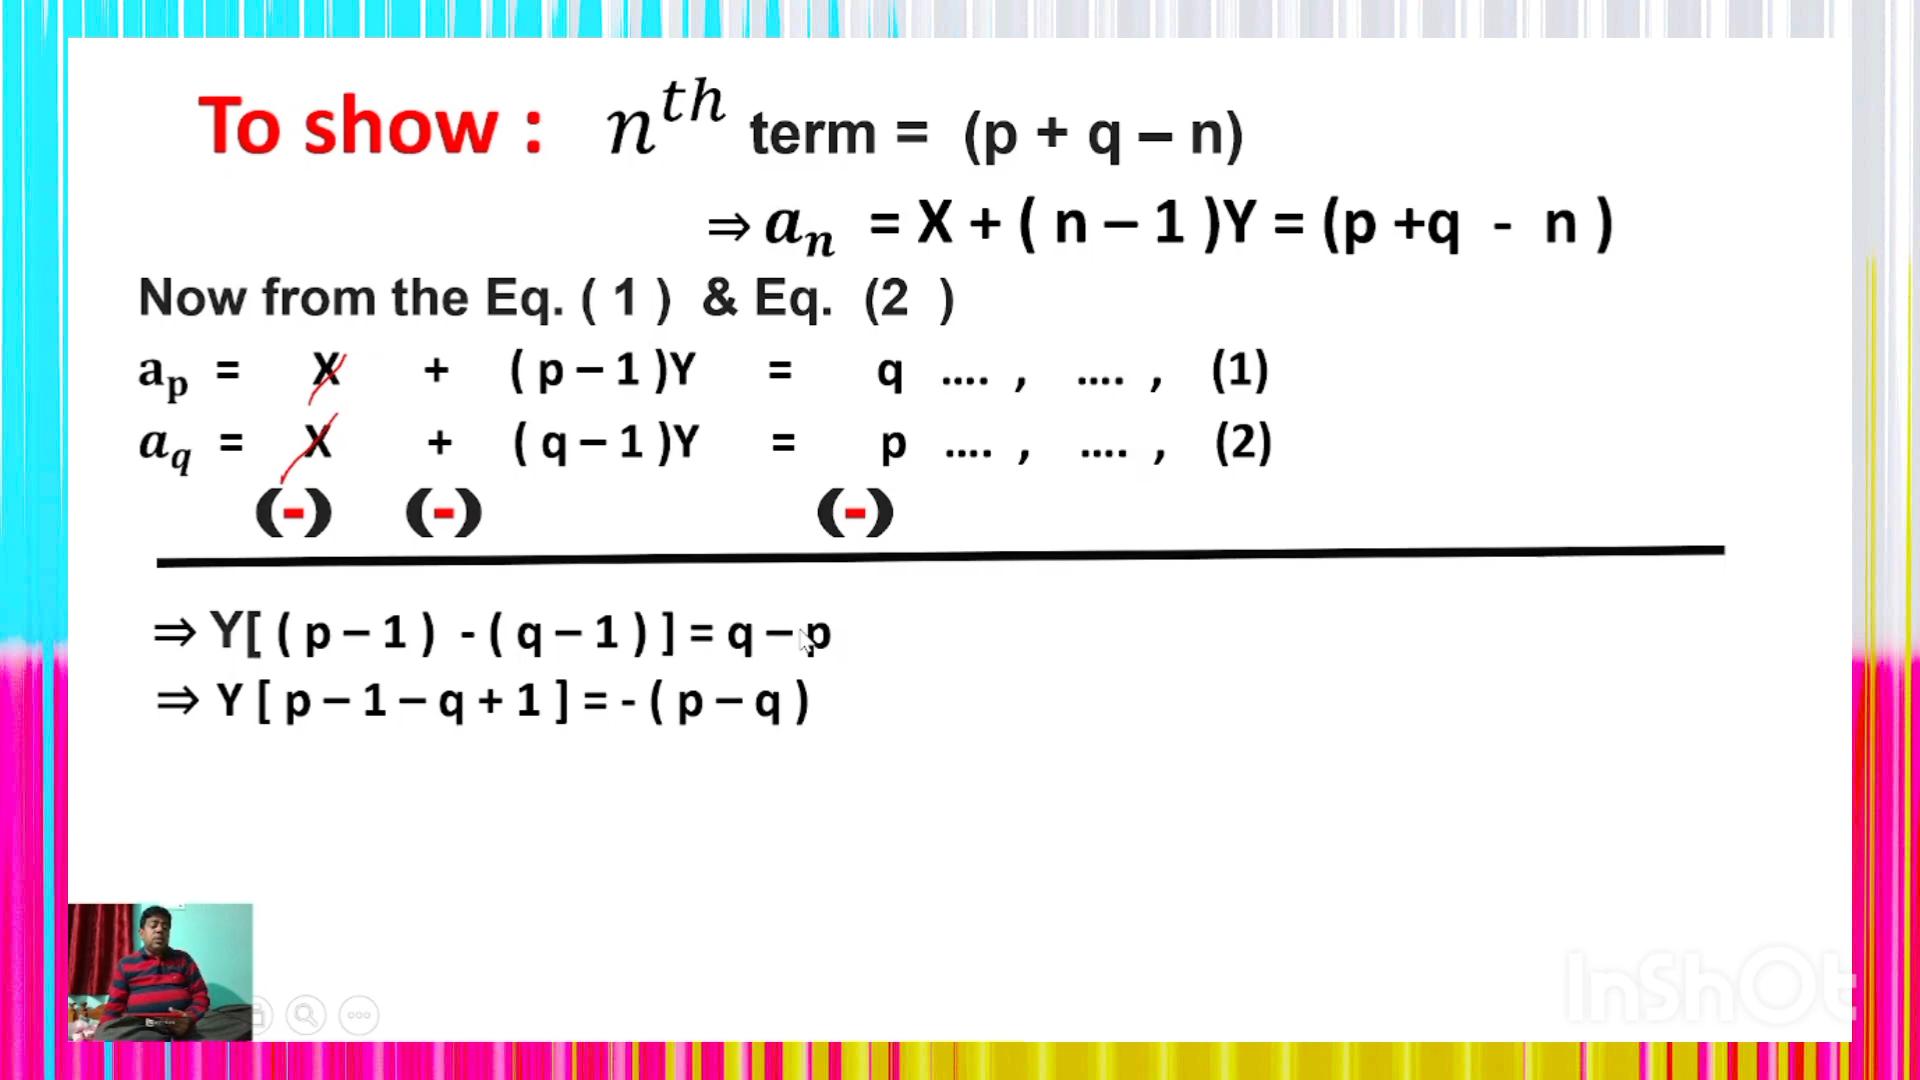 To show : n^th term = (p + q – n)
⇒ a_n = X + ( n – 1 )Y = (p +q - n )
Now from the Eq. ( 1 ) & Eq. (2 )
a_p = X + ( p – 1 )Y = q .... , .... , (1)
a_q = X + ( q – 1 )Y = p .... , .... , (2)
(-) (-) (-)
⇒ Y[ ( p – 1 ) - ( q – 1 ) ] = q – p
⇒ Y [ p – 1 – q + 1 ] = - ( p – q )
InShOt